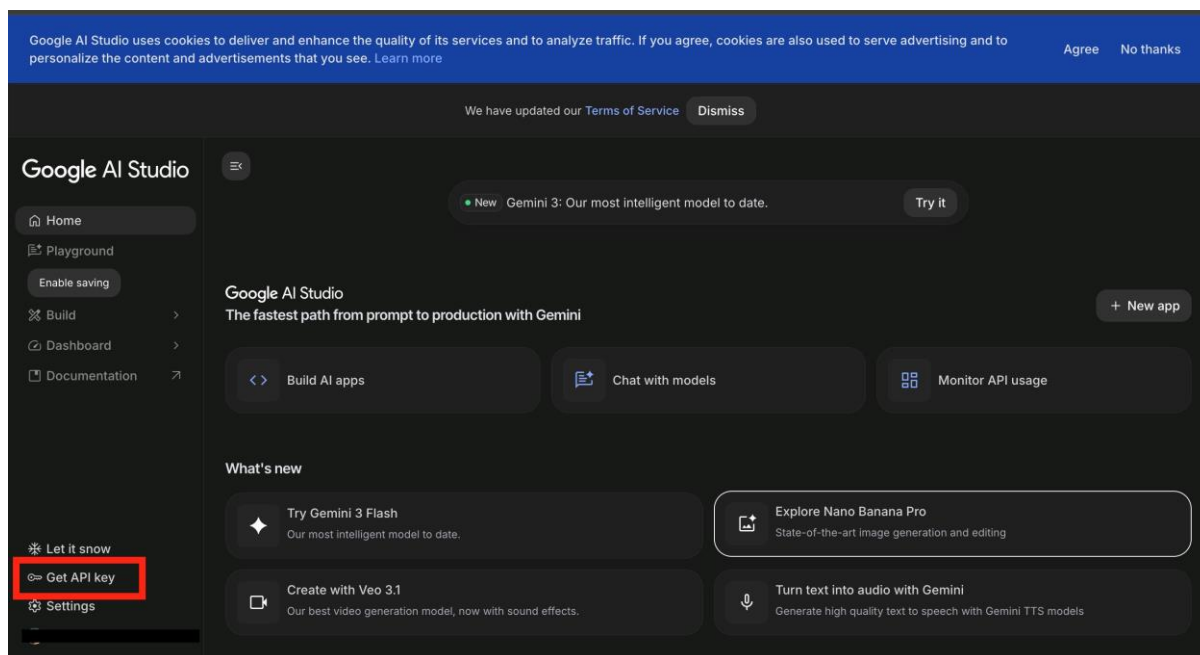 Google AI Studio uses cookies to deliver and enhance the quality of its services and to analyze traffic. If you agree, cookies are also used to serve advertising and to
personalize the content and advertisements that you see. Learn more
Agree
No thanks
We have updated our Terms of Service
Dismiss
Google AI Studio
Home
Playground
Enable saving
Build
Dashboard
Documentation
Let it snow
Get API key
Settings
New
Gemini 3: Our most intelligent model to date.
Try it
Google AI Studio
The fastest path from prompt to production with Gemini
+ New app
Build AI apps
Chat with models
Monitor API usage
What's new
Try Gemini 3 Flash
Our most intelligent model to date.
Explore Nano Banana Pro
State-of-the-art image generation and editing
Create with Veo 3.1
Our best video generation model, now with sound effects.
Turn text into audio with Gemini
Generate high quality text to speech with Gemini TTS models